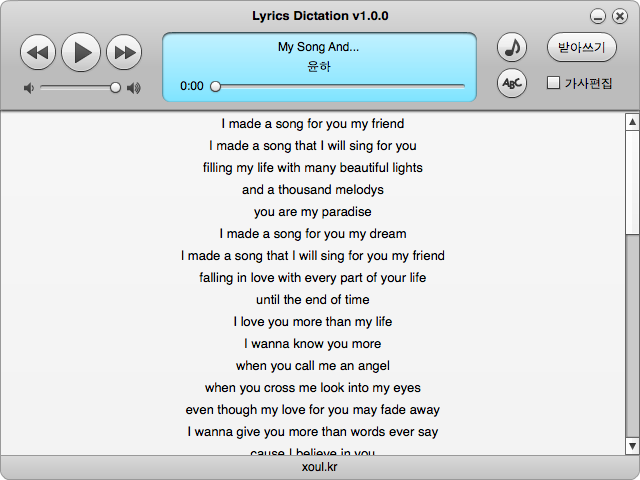 Lyrics Dictation v1.0.0
My Song And...
윤하
0:00
ABC
받아쓰기
가사편집
I made a song for you my friend
I made a song that I will sing for you
filling my life with many beautiful lights
and a thousand melodys
you are my paradise
I made a song for you my dream
I made a song that I will sing for you my friend
falling in love with every part of your life
until the end of time
I love you more than my life
I wanna know you more
when you call me an angel
when you cross me look into my eyes
even though my love for you may fade away
I wanna give you more than words ever say
cause I believe in you
xoul.kr